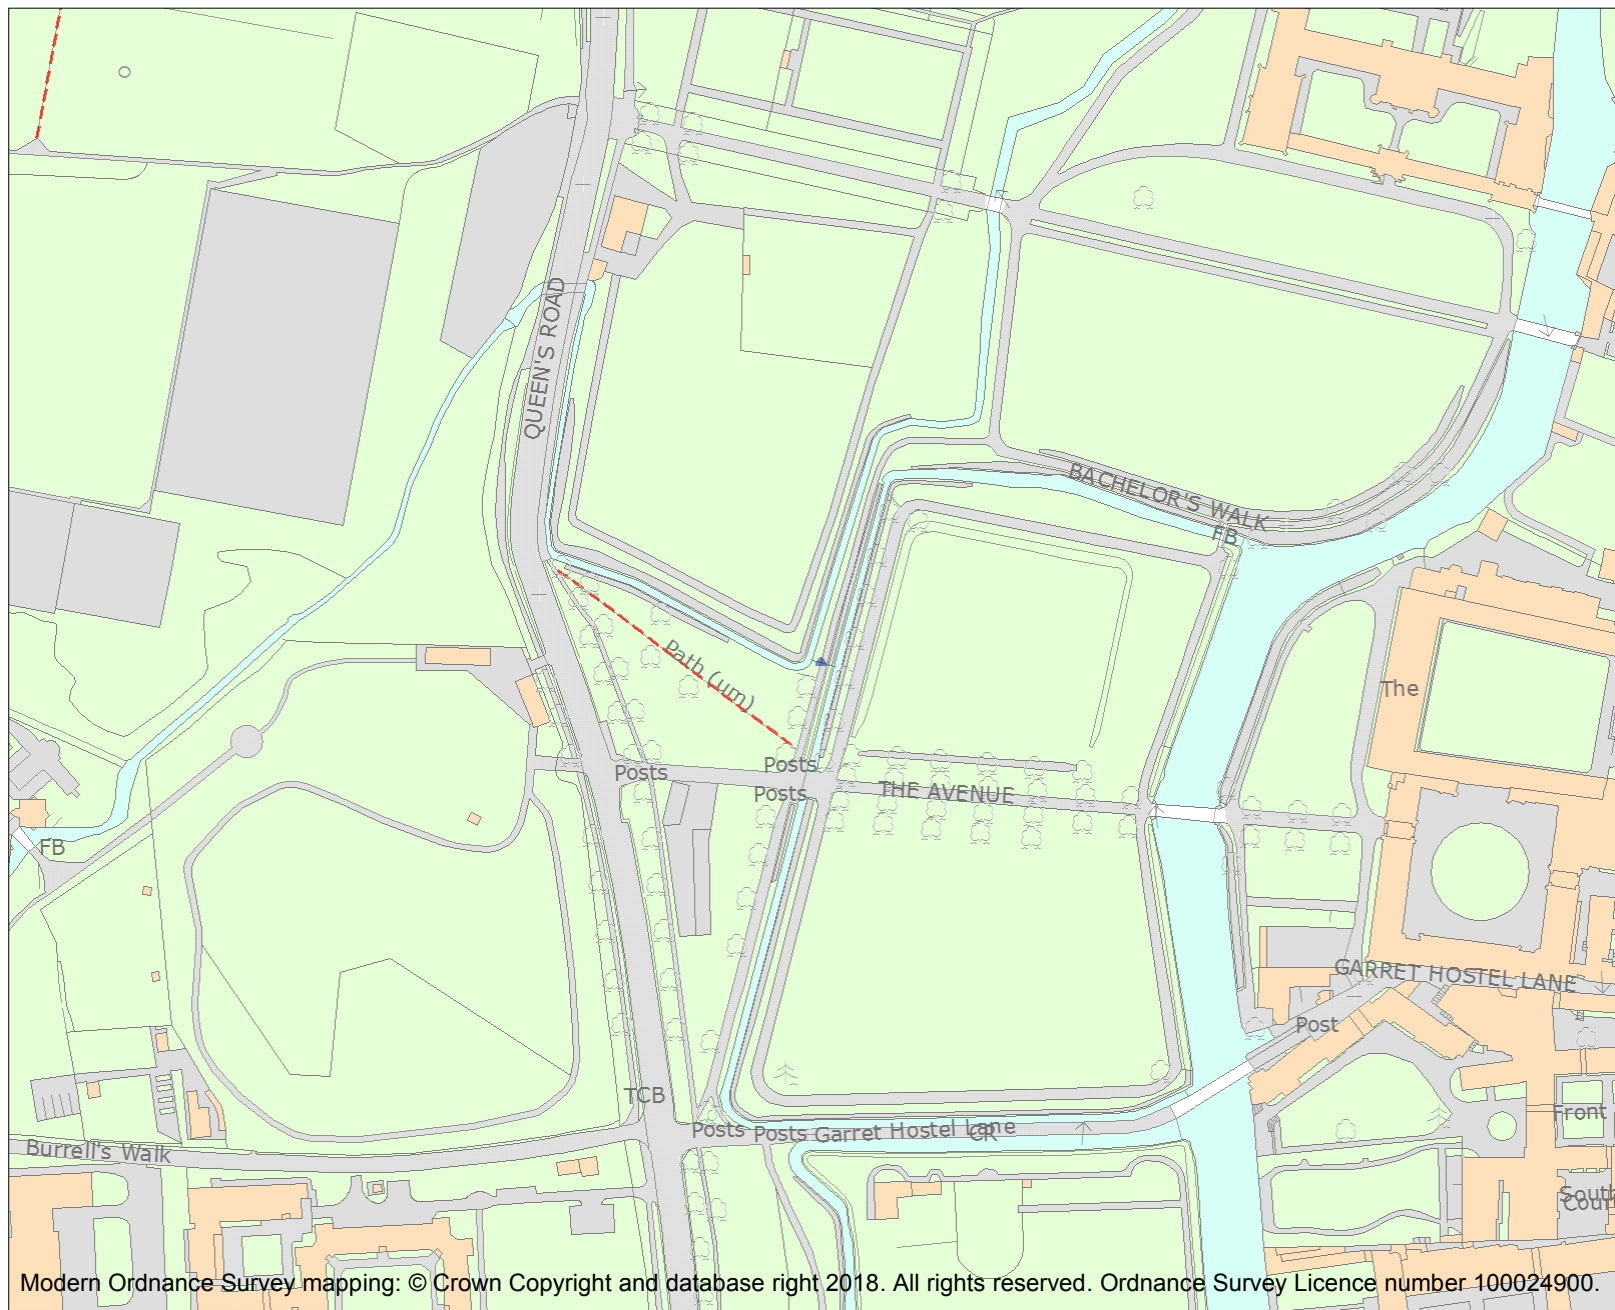 QUEEN'S ROAD
BACHELOR'S WALK
FB
Path (um)
The
Posts
Posts
Posts
THE AVENUE
FB
GARRET HOSTEL LANE
Post
TCB
Posts
Posts
Garret Hostel Lane
CR
Front
Burrell's Walk
South
Cour
Modern Ordnance Survey mapping: © Crown Copyright and database right 2018. All rights reserved. Ordnance Survey Licence number 100024900.